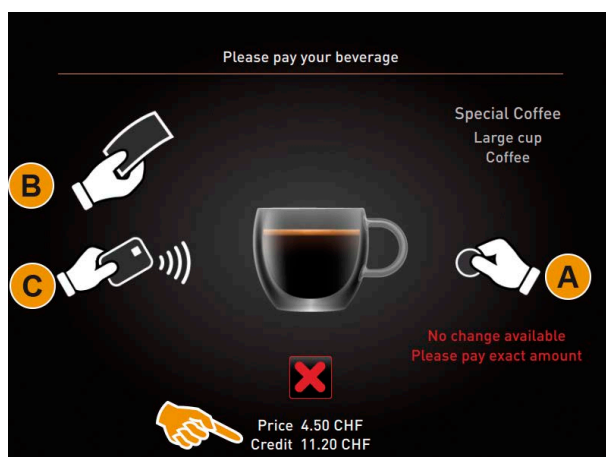 Please pay your beverage
Special Coffee
Large cup
Coffee
B
C
A
No change available
Please pay exact amount
Price 4.50 CHF
Credit 11.20 CHF